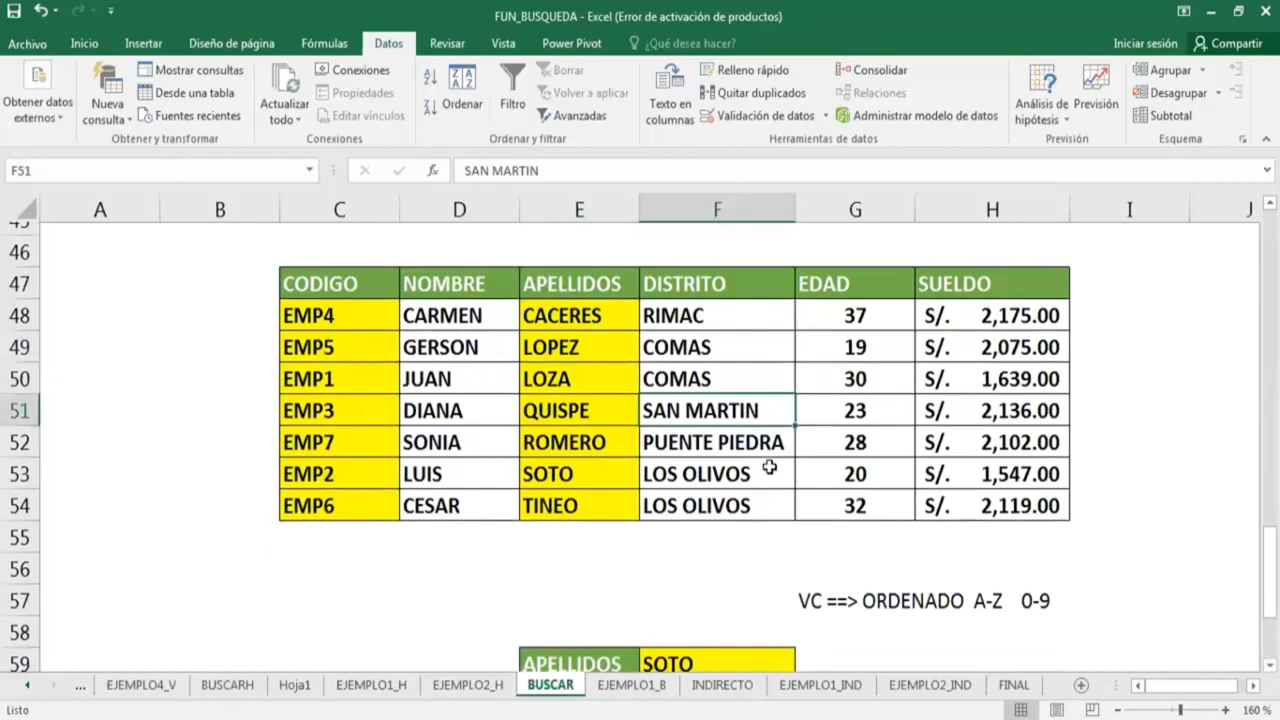 FUN_BUSQUEDA - Excel (Error de activación de productos)
Archivo Inicio Insertar Diseño de página Fórmulas Datos Revisar Vista Power Pivot ¿Qué desea hacer? Iniciar sesión Compartir
Obtener datos externos
Nueva consulta
Mostrar consultas
Desde una tabla
Fuentes recientes
Obtener y transformar
Actualizar todo
Conexiones
Propiedades
Editar vínculos
Conexiones
Ordenar
Filtro
Borrar
Volver a aplicar
Avanzadas
Ordenar y filtrar
Texto en columnas
Relleno rápido
Quitar duplicados
Validación de datos
Consolidar
Relaciones
Administrar modelo de datos
Herramientas de datos
Análisis de hipótesis
Previsión
Previsión
Agrupar
Desagrupar
Subtotal
Esquema
F51 fx SAN MARTIN
A B C D E F G H I J
45
46
47 CODIGO NOMBRE APELLIDOS DISTRITO EDAD SUELDO
48 EMP4 CARMEN CACERES RIMAC 37 S/. 2,175.00
49 EMP5 GERSON LOPEZ COMAS 19 S/. 2,075.00
50 EMP1 JUAN LOZA COMAS 30 S/. 1,639.00
51 EMP3 DIANA QUISPE SAN MARTIN 23 S/. 2,136.00
52 EMP7 SONIA ROMERO PUENTE PIEDRA 28 S/. 2,102.00
53 EMP2 LUIS SOTO LOS OLIVOS 20 S/. 1,547.00
54 EMP6 CESAR TINEO LOS OLIVOS 32 S/. 2,119.00
55
56
57 VC ==> ORDENADO A-Z 0-9
58
59 APELLIDOS SOTO
... EJEMPLO4_V BUSCARH Hoja1 EJEMPLO1_H EJEMPLO2_H BUSCAR EJEMPLO1_B INDIRECTO EJEMPLO1_IND EJEMPLO2_IND FINAL
Listo 160 %